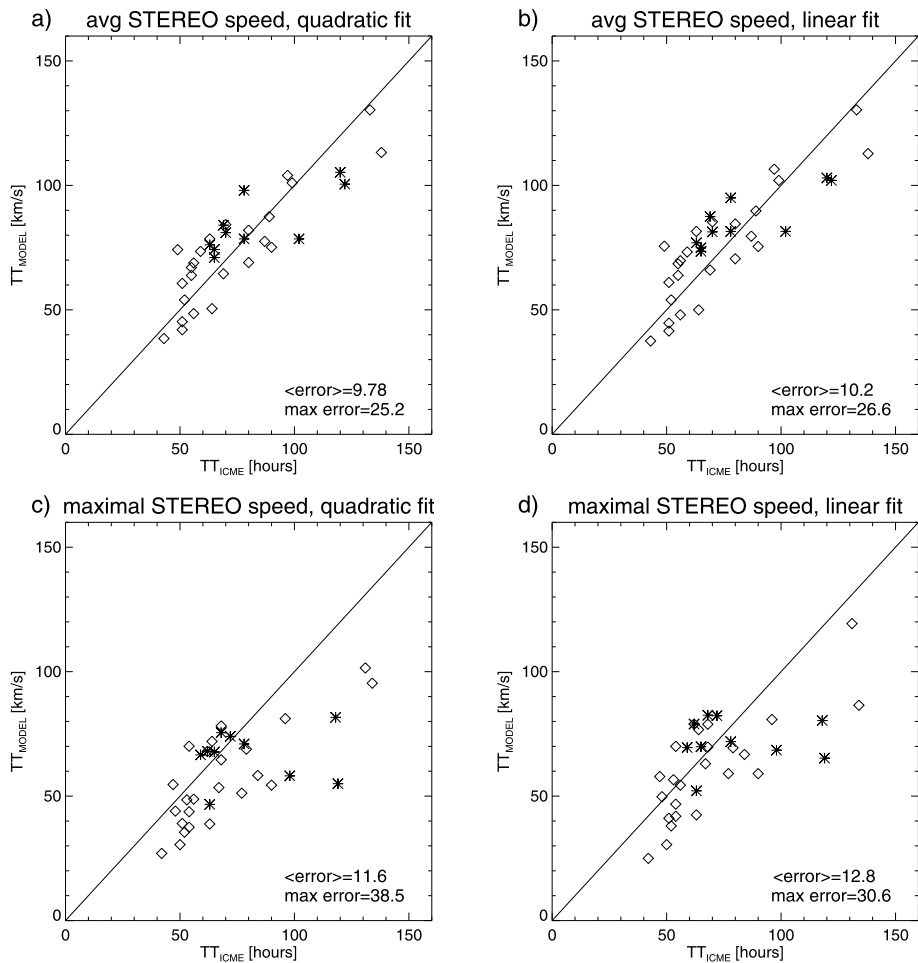 a) avg STEREO speed, quadratic fit
150
100
50
0
TT_MODEL [km/s]
<error>=9.78
max error=25.2
0 50 100 150
TT_ICME [hours]
b) avg STEREO speed, linear fit
150
100
50
0
TT_MODEL [km/s]
<error>=10.2
max error=26.6
0 50 100 150
TT_ICME [hours]
c) maximal STEREO speed, quadratic fit
150
100
50
0
TT_MODEL [km/s]
<error>=11.6
max error=38.5
0 50 100 150
TT_ICME [hours]
d) maximal STEREO speed, linear fit
150
100
50
0
TT_MODEL [km/s]
<error>=12.8
max error=30.6
0 50 100 150
TT_ICME [hours]